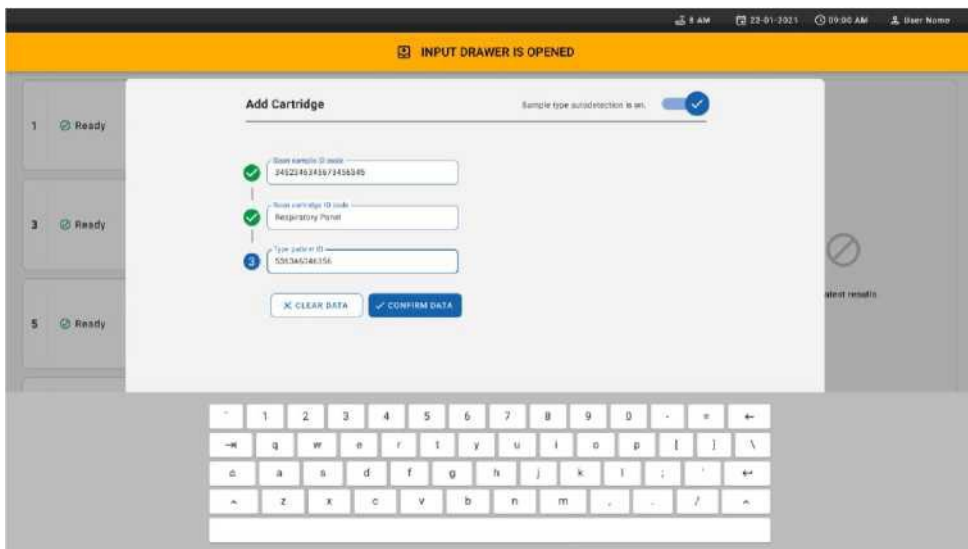 8 AM 22-01-2021 09:00 AM User Name
INPUT DRAWER IS OPENED
Add Cartridge
Sample type autodetection is on.
1 Ready
3 Ready
5 Ready
Scan sample ID code
Scan cartridge ID code
Respiratory Panel
Type patient ID
3
latest results
CLEAR DATA
CONFIRM DATA
` 1 2 3 4 5 6 7 8 9 0 - = ←
q w e r t y u i o p [ ] \
a s d f g h j k l ; '
z x c v b n m , . /